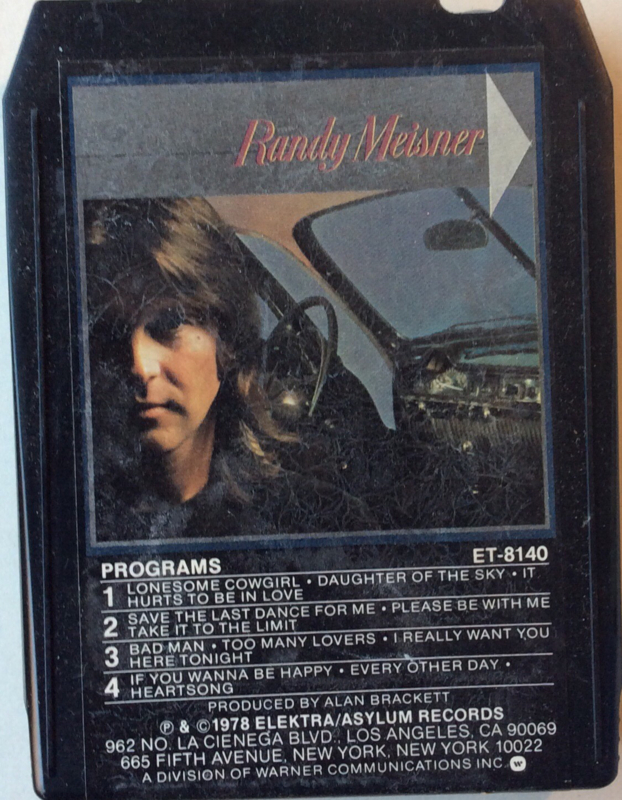 Randy Meisner
PROGRAMS ET-8140
1 LONESOME COWGIRL • DAUGHTER OF THE SKY • IT
HURTS TO BE IN LOVE
2 SAVE THE LAST DANCE FOR ME • PLEASE BE WITH ME
TAKE IT TO THE LIMIT
3 BAD MAN • TOO MANY LOVERS • I REALLY WANT YOU
HERE TONIGHT
4 IF YOU WANNA BE HAPPY • EVERY OTHER DAY •
HEARTSONG
PRODUCED BY ALAN BRACKETT
℗ & ©1978 ELEKTRA/ASYLUM RECORDS
962 NO. LA CIENEGA BLVD., LOS ANGELES, CA 90069
665 FIFTH AVENUE, NEW YORK, NEW YORK 10022
A DIVISION OF WARNER COMMUNICATIONS INC. W